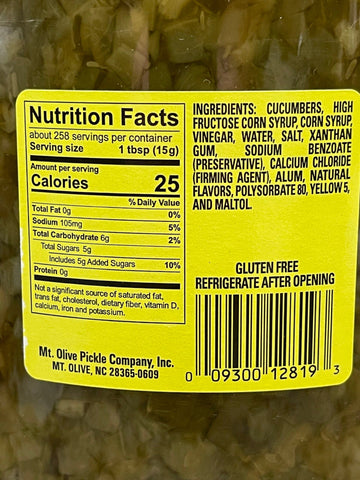 Nutrition Facts
about 258 servings per container
Serving size 1 tbsp (15g)
Amount per serving
Calories 25
% Daily Value
Total Fat 0g 0%
Sodium 105mg 5%
Total Carbohydrate 6g 2%
Total Sugars 5g
Includes 5g Added Sugars 10%
Protein 0g
Not a significant source of saturated fat,
trans fat, cholesterol, dietary fiber, vitamin D,
calcium, iron and potassium.
Mt. Olive Pickle Company, Inc.
MT. OLIVE, NC 28365-0609
INGREDIENTS: CUCUMBERS, HIGH
FRUCTOSE CORN SYRUP, CORN SYRUP,
VINEGAR, WATER, SALT, XANTHAN
GUM, SODIUM BENZOATE
(PRESERVATIVE), CALCIUM CHLORIDE
(FIRMING AGENT), ALUM, NATURAL
FLAVORS, POLYSORBATE 80, YELLOW 5,
AND MALTOL.
GLUTEN FREE
REFRIGERATE AFTER OPENING
0 09300 12819 3